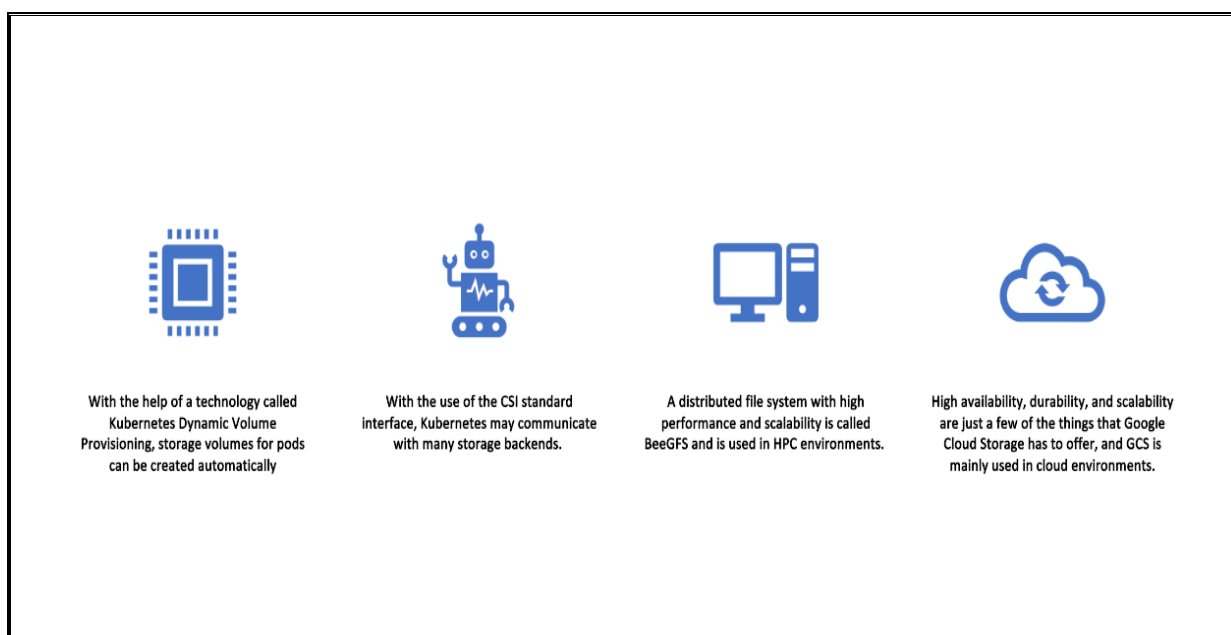 With the help of a technology called
Kubernetes Dynamic Volume
Provisioning, storage volumes for pods
can be created automatically
With the use of the CSI standard
interface, Kubernetes may communicate
with many storage backends.
A distributed file system with high
performance and scalability is called
BeeGFS and is used in HPC environments.
High availability, durability, and scalability
are just a few of the things that Google
Cloud Storage has to offer, and GCS is
mainly used in cloud environments.